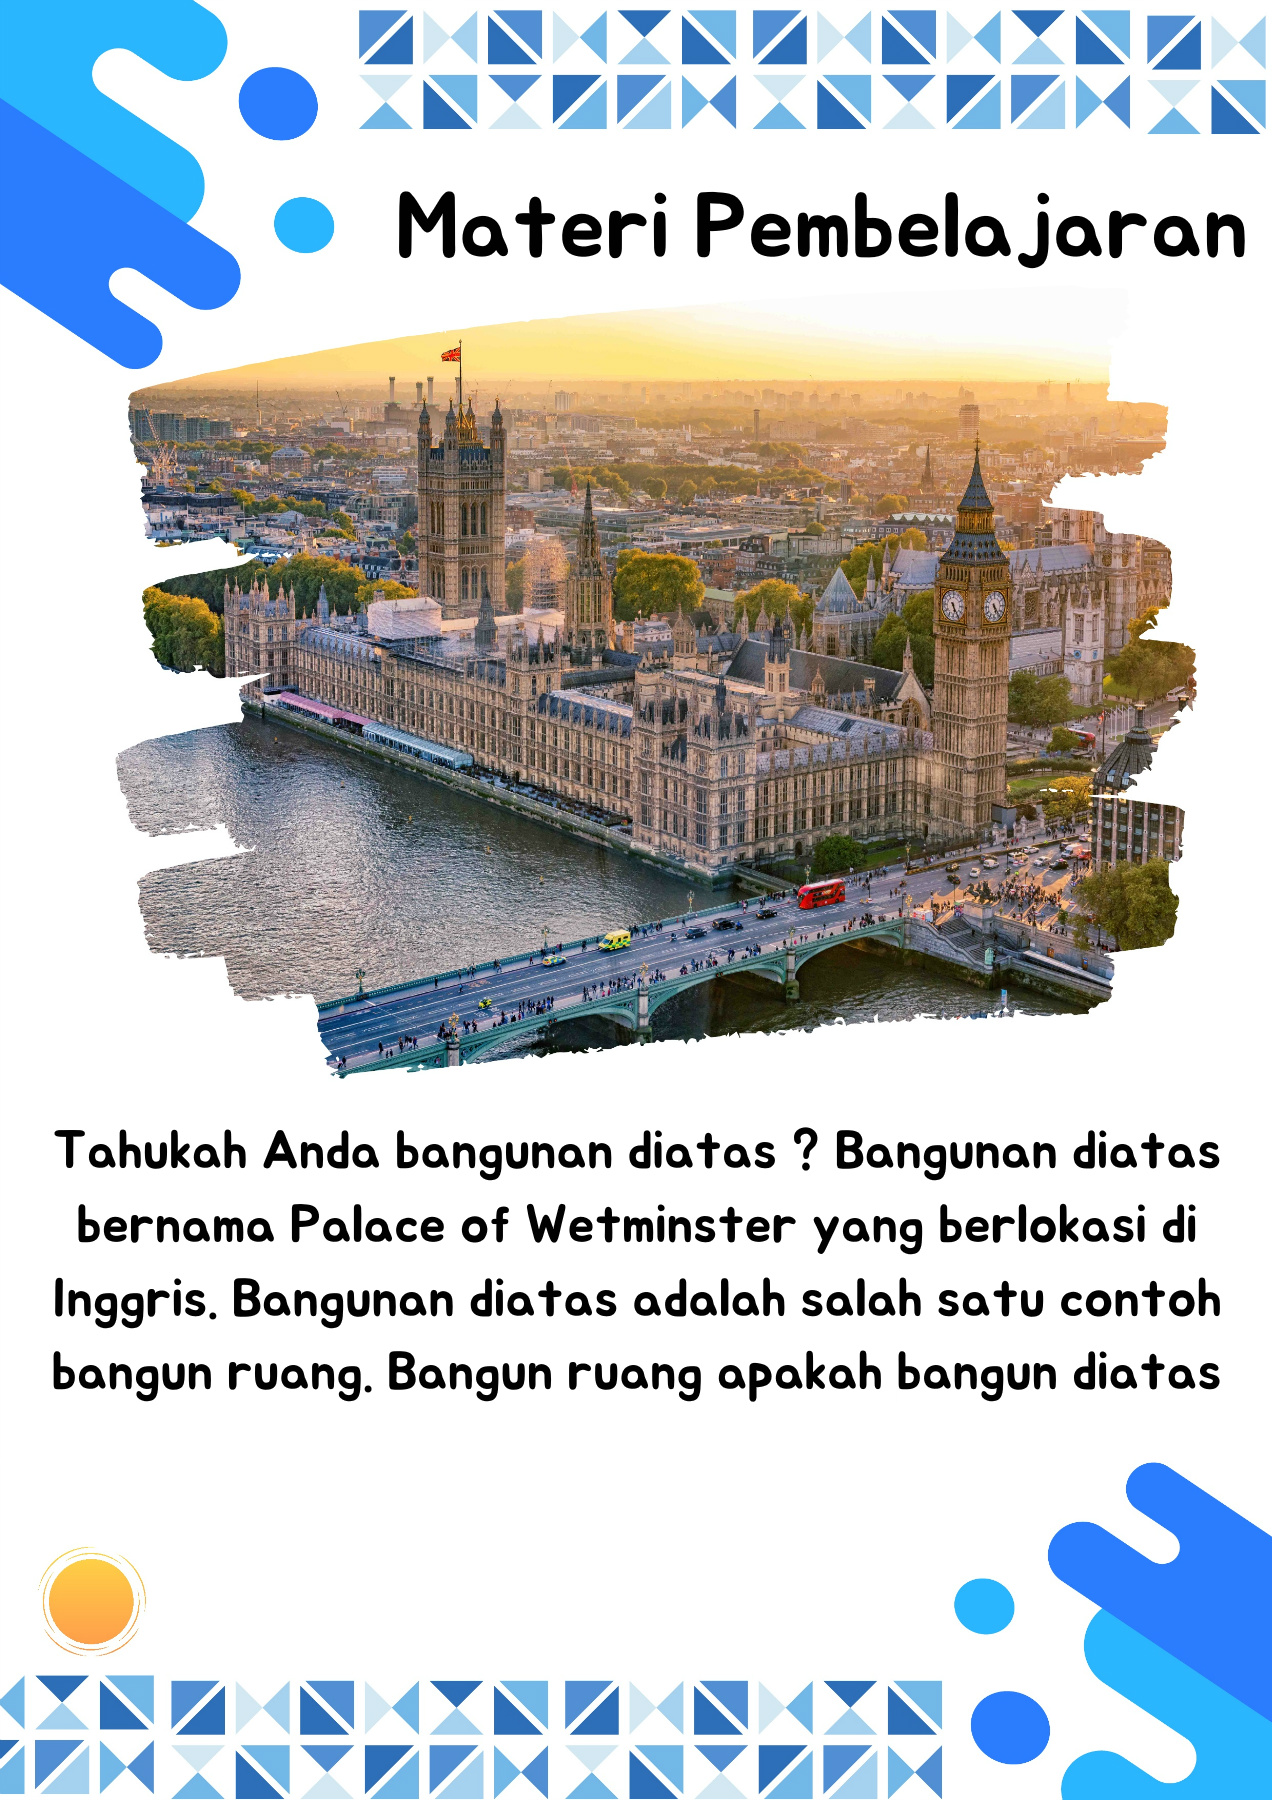 Materi Pembelajaran
Tahukah Anda bangunan diatas ? Bangunan diatas
bernama Palace of Wetminster yang berlokasi di
Inggris. Bangunan diatas adalah salah satu contoh
bangun ruang. Bangun ruang apakah bangun diatas